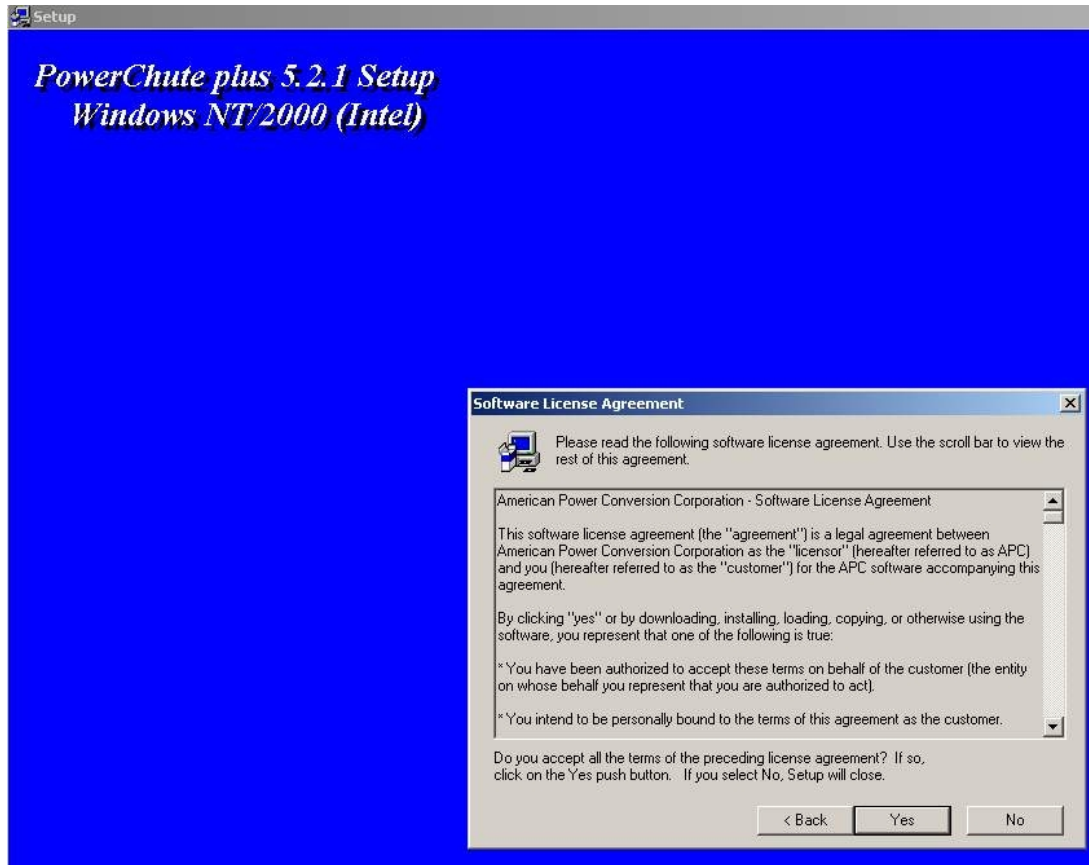 Setup
PowerChute plus 5.2.1 Setup
Windows NT/2000 (Intel)
Software License Agreement
Please read the following software license agreement. Use the scroll bar to view the
rest of this agreement.
American Power Conversion Corporation - Software License Agreement
This software license agreement (the "agreement") is a legal agreement between
American Power Conversion Corporation as the "licensor" (hereafter referred to as APC)
and you (hereafter referred to as the "customer") for the APC software accompanying this
agreement.
By clicking "yes" or by downloading, installing, loading, copying, or otherwise using the
software, you represent that one of the following is true:
* You have been authorized to accept these terms on behalf of the customer (the entity
on whose behalf you represent that you are authorized to act).
* You intend to be personally bound to the terms of this agreement as the customer.
Do you accept all the terms of the preceding license agreement? If so,
click on the Yes push button. If you select No, Setup will close.
< Back Yes No